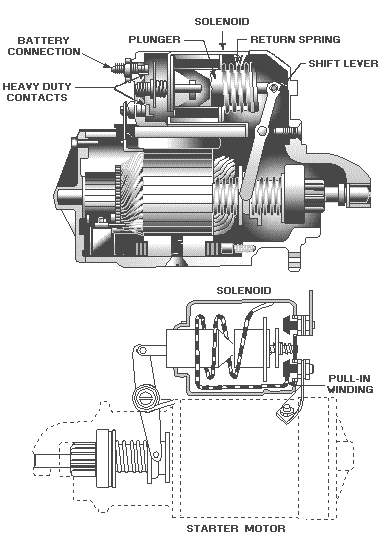 SOLENOID
BATTERY
CONNECTION
PLUNGER
RETURN SPRING
SHIFT LEVER
HEAVY DUTY
CONTACTS
SOLENOID
PULL-IN
WINDING
STARTER MOTOR